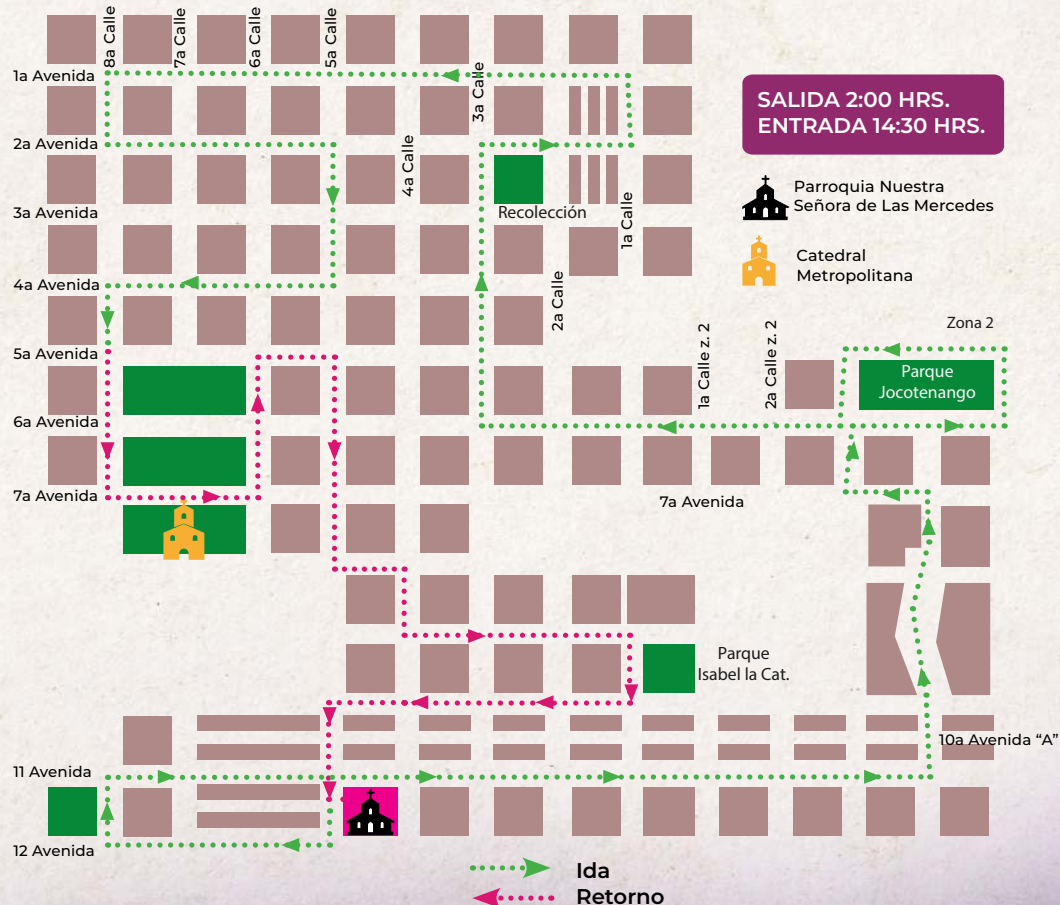 8a Calle
7a Calle
6a Calle
5a Calle
1a Avenida
3a Calle
SALIDA 2:00 HRS.
ENTRADA 14:30 HRS.
2a Avenida
4a Calle
Parroquia Nuestra
Señora de Las Mercedes
3a Avenida
Recolección
1a Calle
Catedral
Metropolitana
4a Avenida
2a Calle
Zona 2
5a Avenida
1a Calle z. 2
2a Calle z. 2
Parque
Jocotenango
6a Avenida
7a Avenida
7a Avenida
Parque
Isabel la Cat.
10a Avenida “A”
11 Avenida
12 Avenida
Ida
Retorno